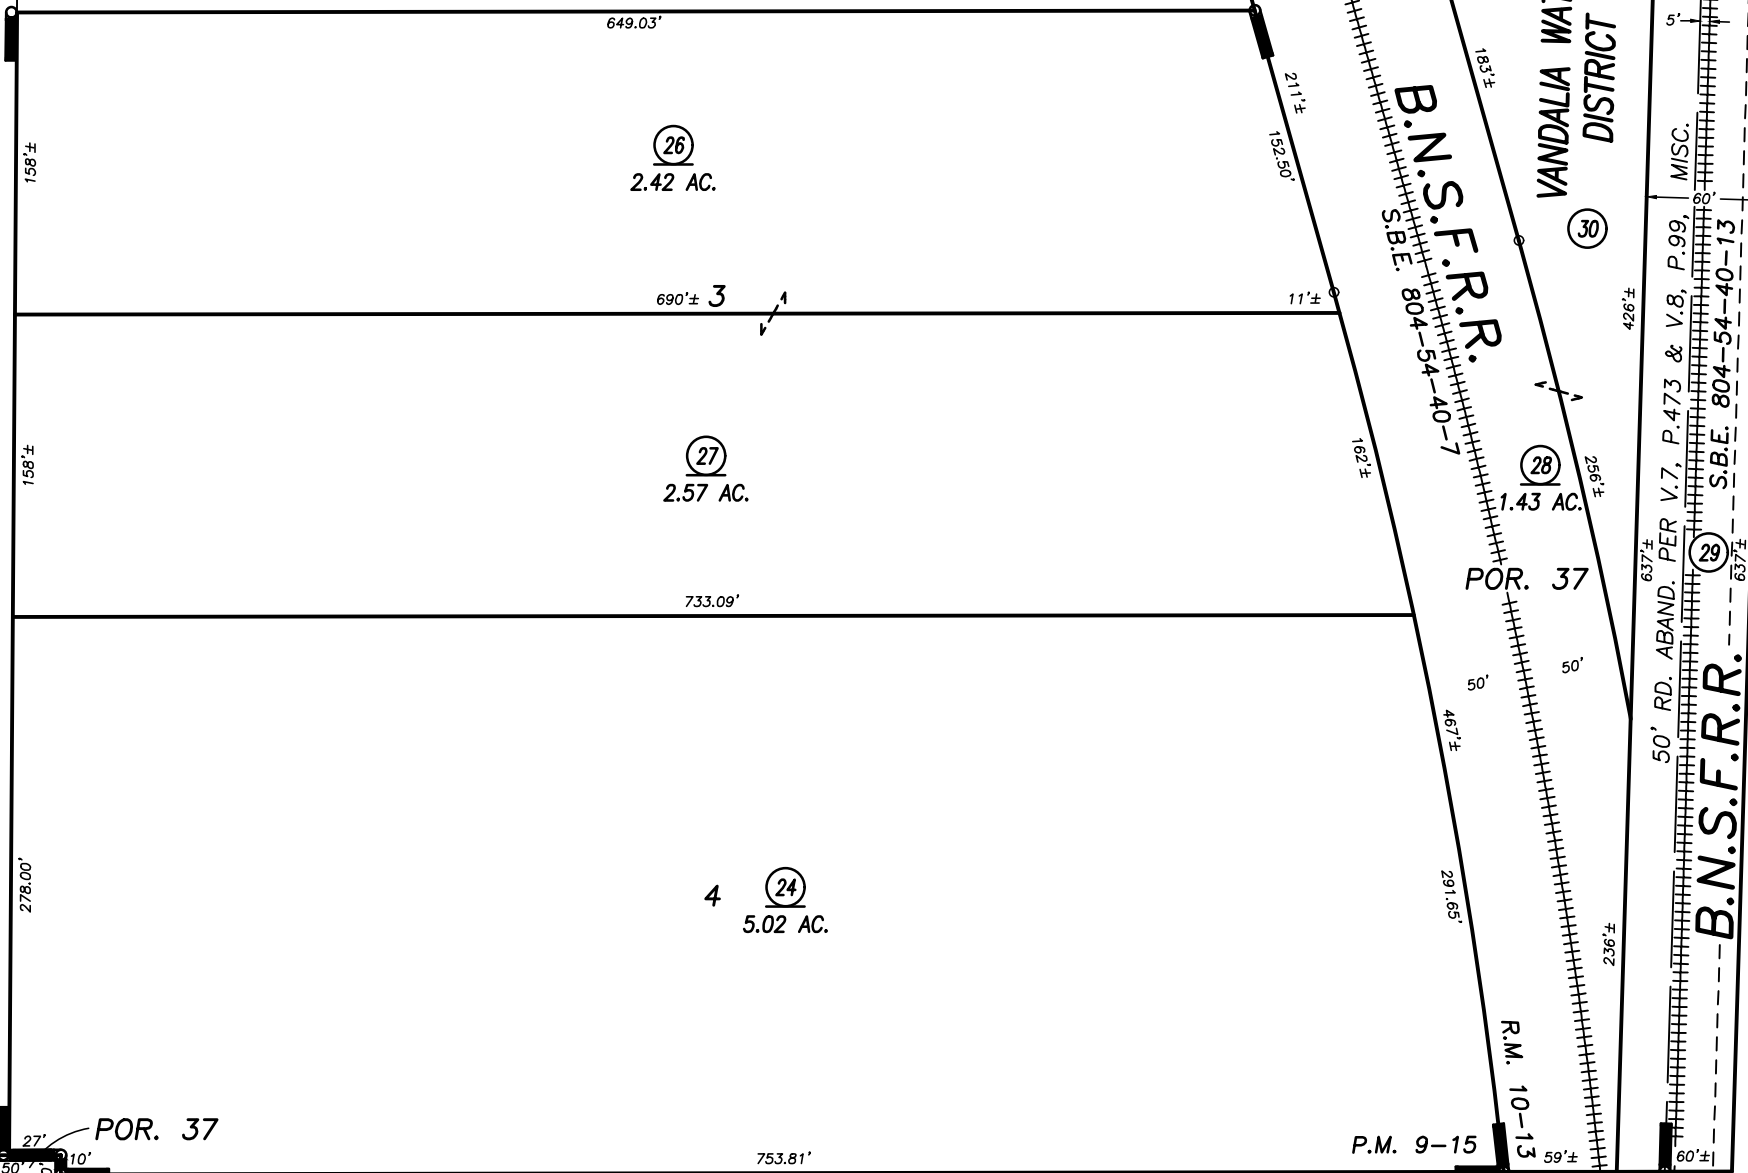 649.03'
5'
VANDALIA WAT
DISTRICT
183'±
211'±
152.50'
158'±
26
2.42 AC.
B.N.S.F.R.R.
S.B.E. 804-54-40-7
30
60'
690'±
3
11'±
426'±
158'±
27
2.57 AC.
162'±
28
1.43 AC.
256'±
50' RD. ABAND. PER V.7, P.473 & V.8, P.99, MISC.
S.B.E. 804-54-40-13
637'±
29
637'±
POR. 37
733.09'
50'
50'
467'±
B.N.S.F.R.R.
278.00'
4
24
5.02 AC.
291.65'
236'±
R.M. 10-13
POR. 37
27'
10'
50'
753.81'
P.M. 9-15
59'±
60'±